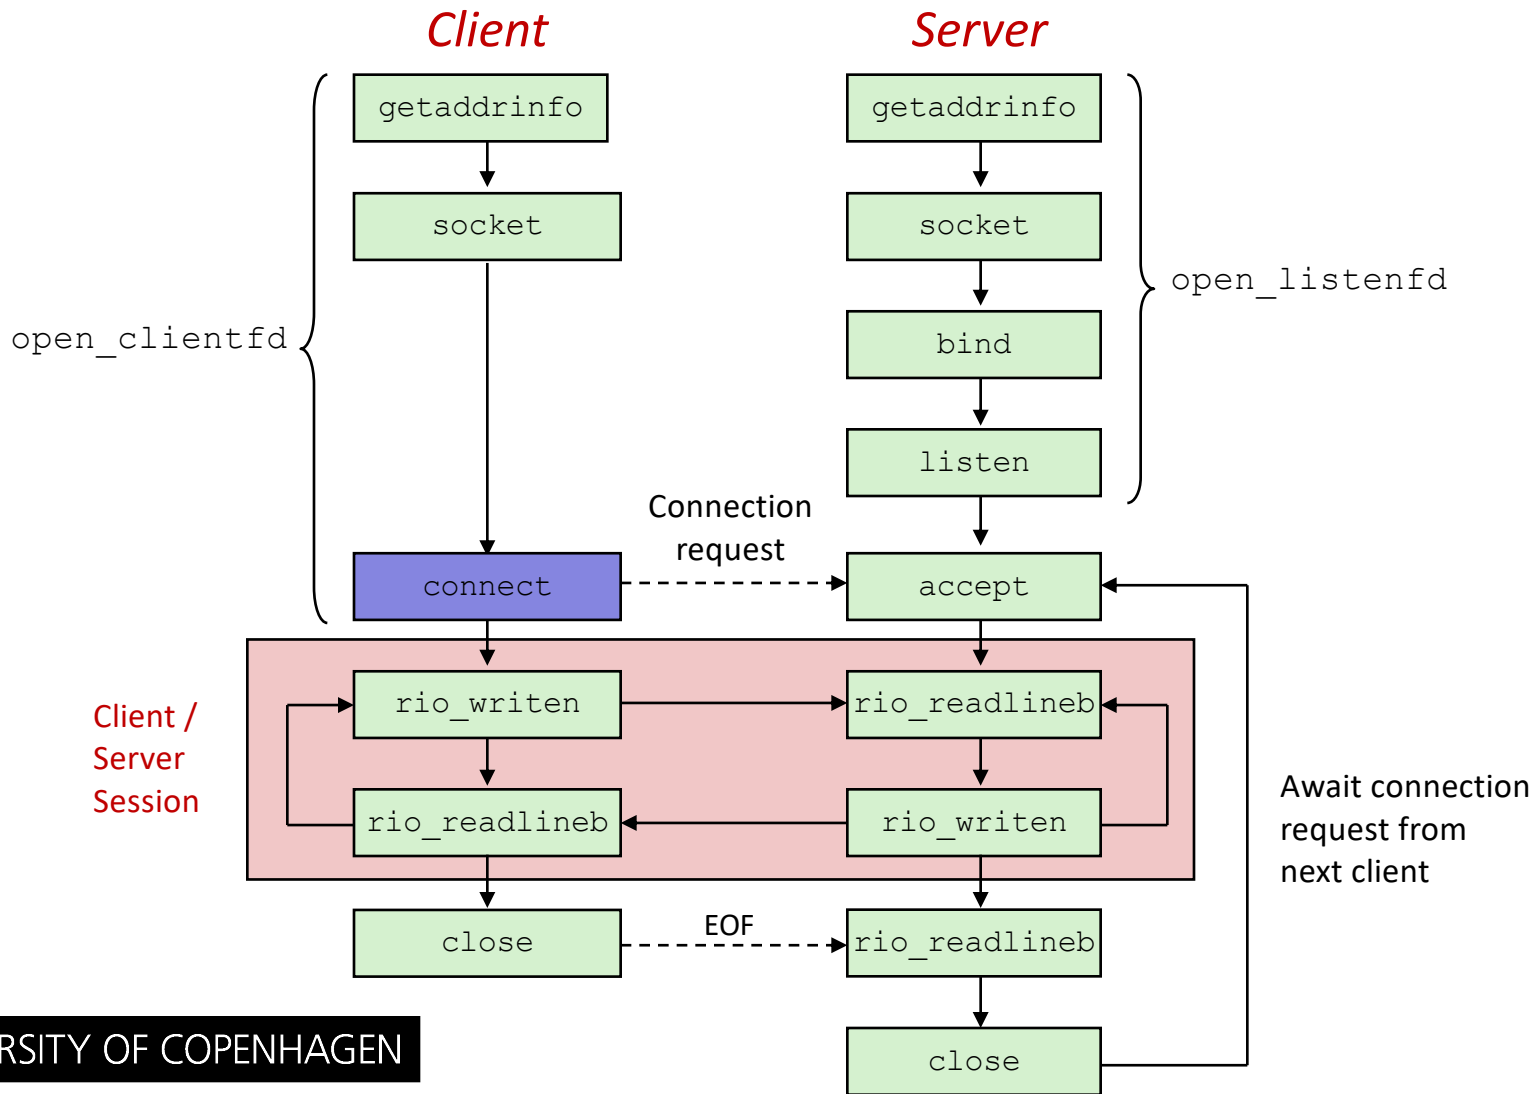 Client
Server
getaddrinfo
getaddrinfo
socket
socket
open_listenfd
open_clientfd
bind
listen
Connection
request
connect
accept
Client /
Server
Session
rio_writen
rio_readlineb
rio_readlineb
rio_writen
Await connection
request from
next client
close
EOF
rio_readlineb
close
RSITY OF COPENHAGEN